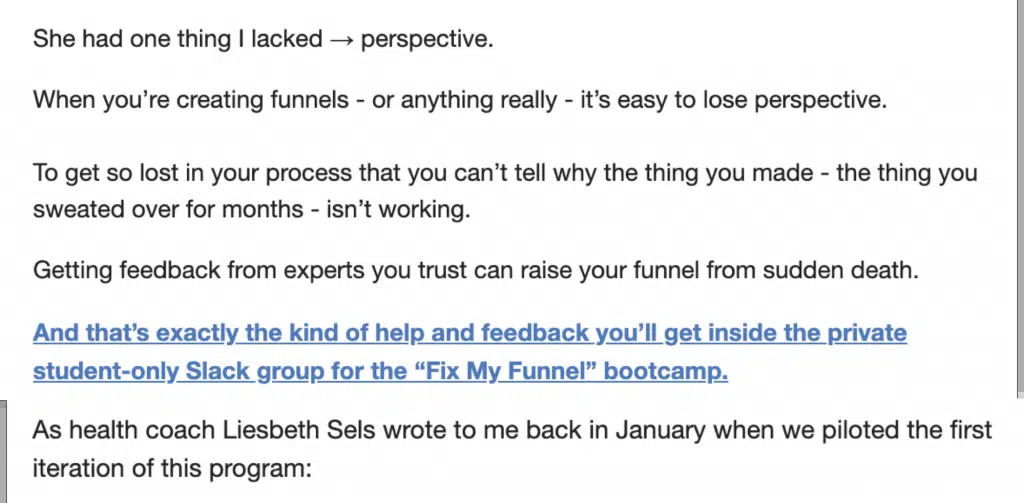 She had one thing I lacked → perspective.
When you’re creating funnels - or anything really - it’s easy to lose perspective.
To get so lost in your process that you can’t tell why the thing you made - the thing you
sweated over for months - isn’t working.
Getting feedback from experts you trust can raise your funnel from sudden death.
And that’s exactly the kind of help and feedback you’ll get inside the private
student-only Slack group for the “Fix My Funnel” bootcamp.
As health coach Liesbeth Sels wrote to me back in January when we piloted the first
iteration of this program: